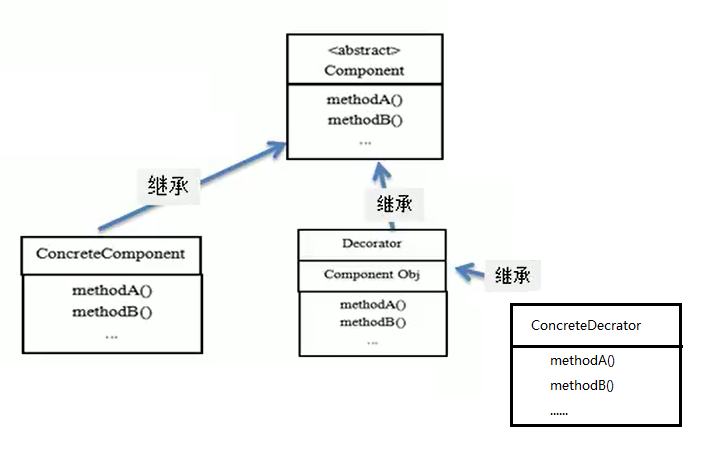 <abstract>
Component
methodA()
methodB()
...
继承
继承
ConcreteComponent
methodA()
methodB()
...
Decorator
Component Obj
methodA()
methodB()
...
继承
ConcreteDecrator
methodA()
methodB()
......